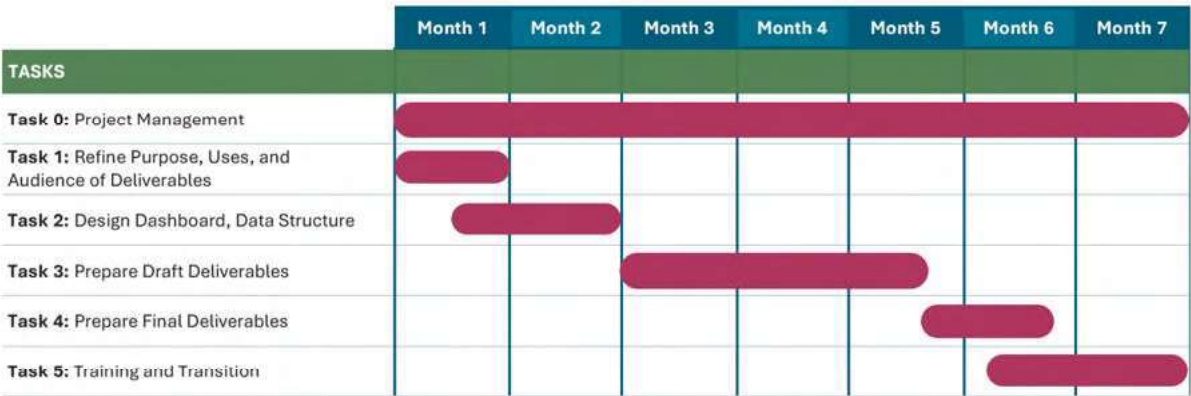 Month 1 Month 2 Month 3 Month 4 Month 5 Month 6 Month 7
TASKS
Task 0: Project Management
Task 1: Refine Purpose, Uses, and
Audience of Deliverables
Task 2: Design Dashboard, Data Structure
Task 3: Prepare Draft Deliverables
Task 4: Prepare Final Deliverables
Task 5: Training and Transition